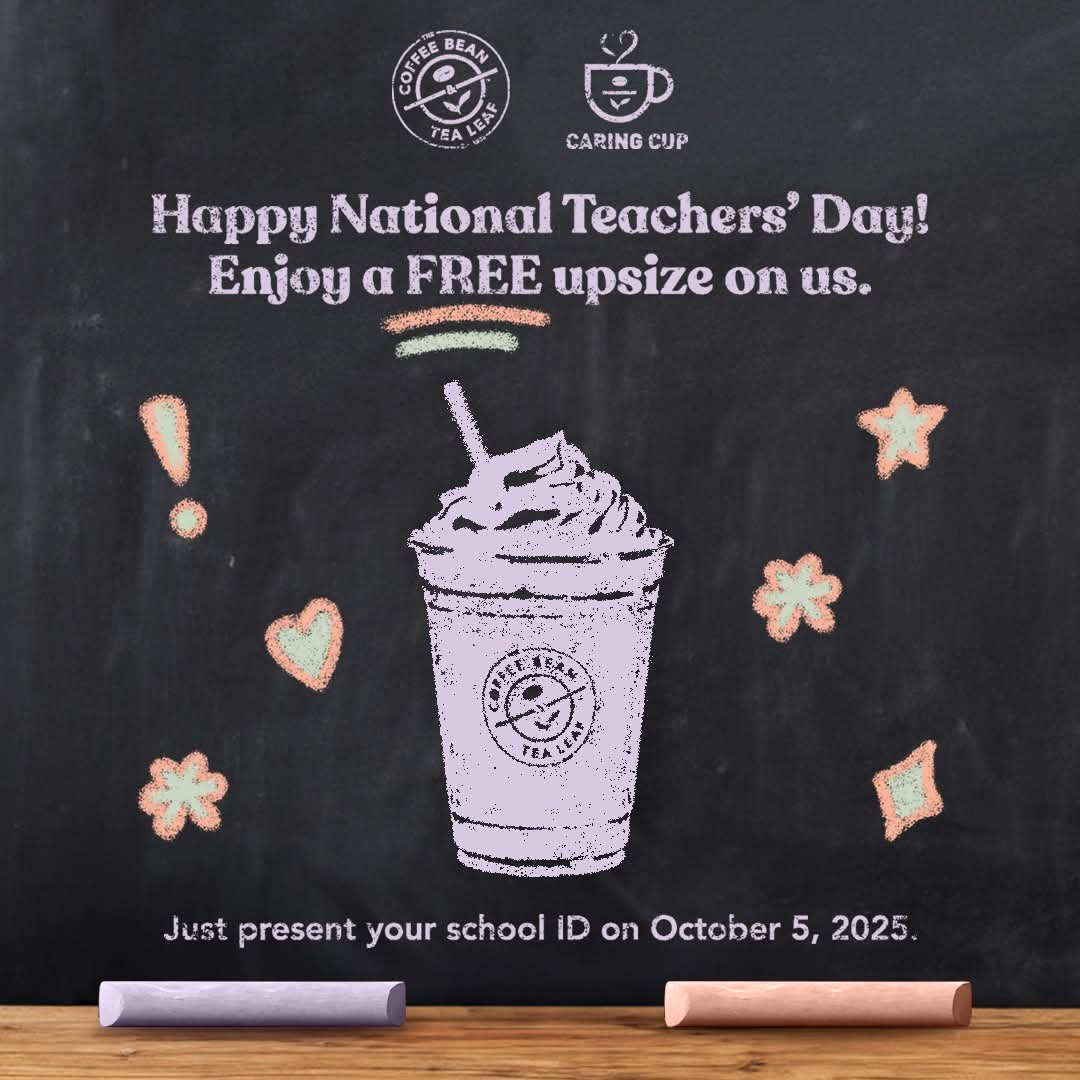 THE
COFFEE BEAN
&
TEA LEAF
CARING CUP
Happy National Teachers' Day!
Enjoy a FREE upsize on us.
COFFEE BEAN
TEA LEAF
Just present your school ID on October 5, 2025.